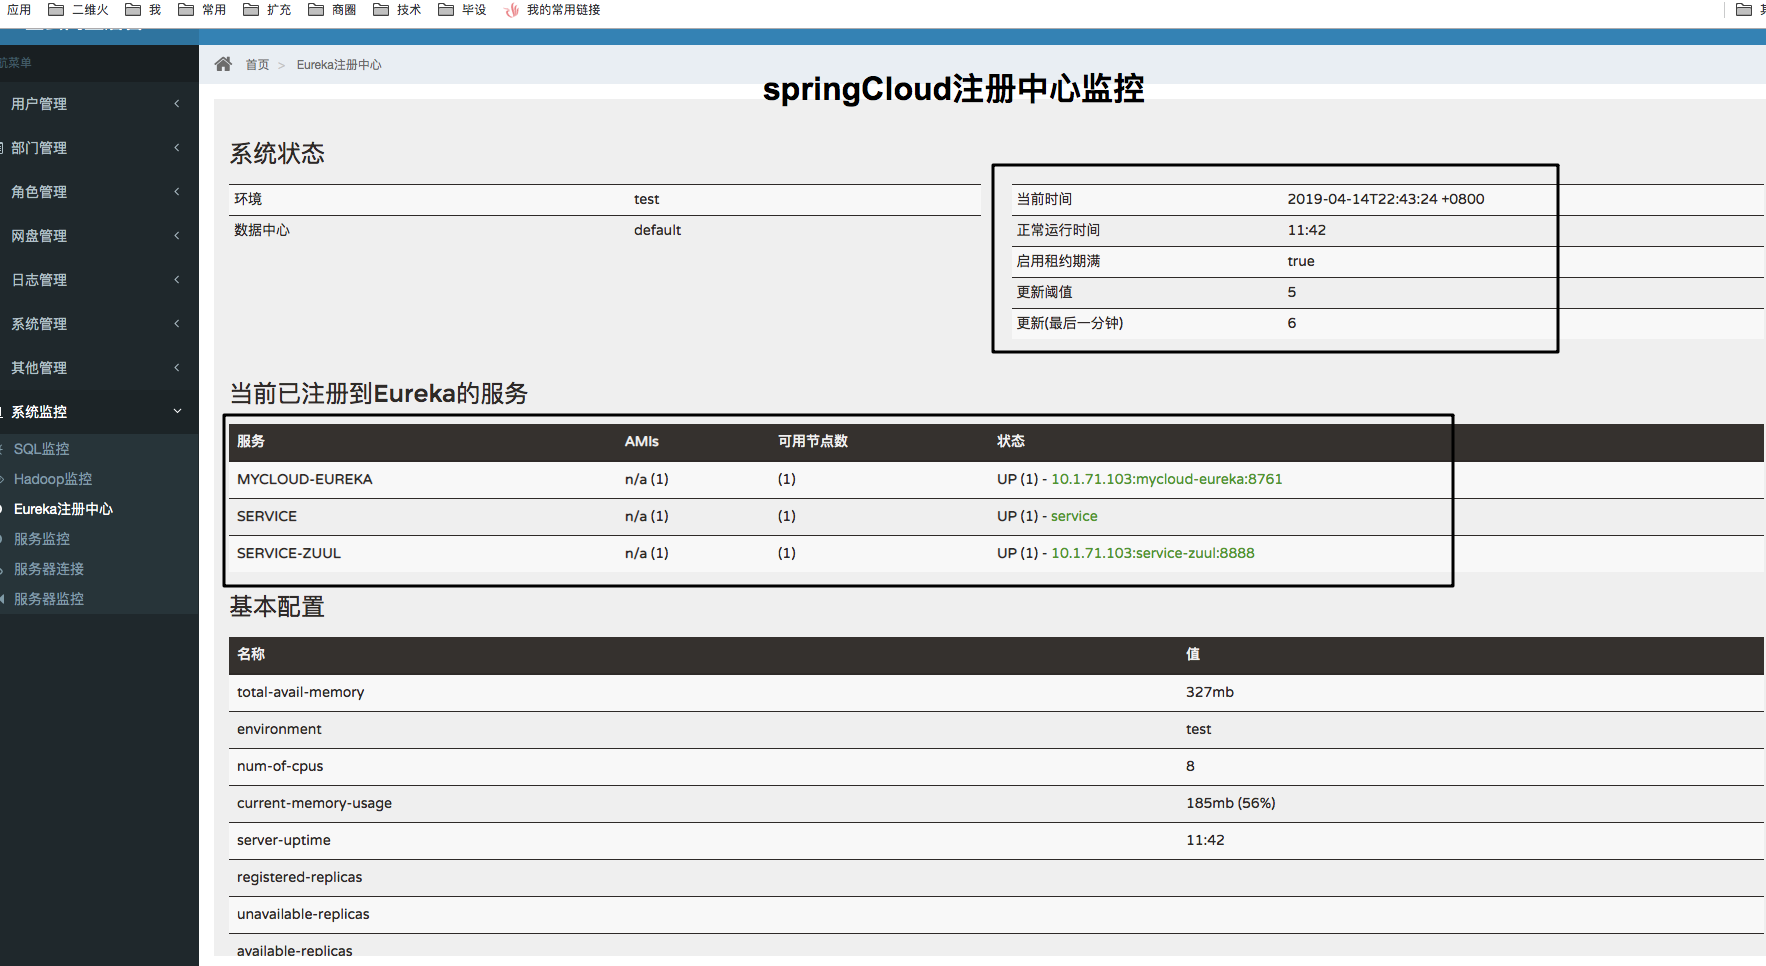 应用 二维火 我 常用 扩充 商圈 技术 毕设 我的常用链接
航菜单
首页 > Eureka注册中心
springCloud注册中心监控
用户管理
部门管理
角色管理
网盘管理
日志管理
系统管理
其他管理
系统监控
SQL监控
Hadoop监控
Eureka注册中心
服务监控
服务器连接
服务器监控
系统状态
环境 test
数据中心 default
当前时间 2019-04-14T22:43:24 +0800
正常运行时间 11:42
启用租约期满 true
更新阈值 5
更新(最后一分钟) 6
当前已注册到Eureka的服务
服务 AMIs 可用节点数 状态
MYCLOUD-EUREKA n/a (1) (1) UP (1) - 10.1.71.103:mycloud-eureka:8761
SERVICE n/a (1) (1) UP (1) - service
SERVICE-ZUUL n/a (1) (1) UP (1) - 10.1.71.103:service-zuul:8888
基本配置
名称 值
total-avail-memory 327mb
environment test
num-of-cpus 8
current-memory-usage 185mb (56%)
server-uptime 11:42
registered-replicas
unavailable-replicas
available-replicas